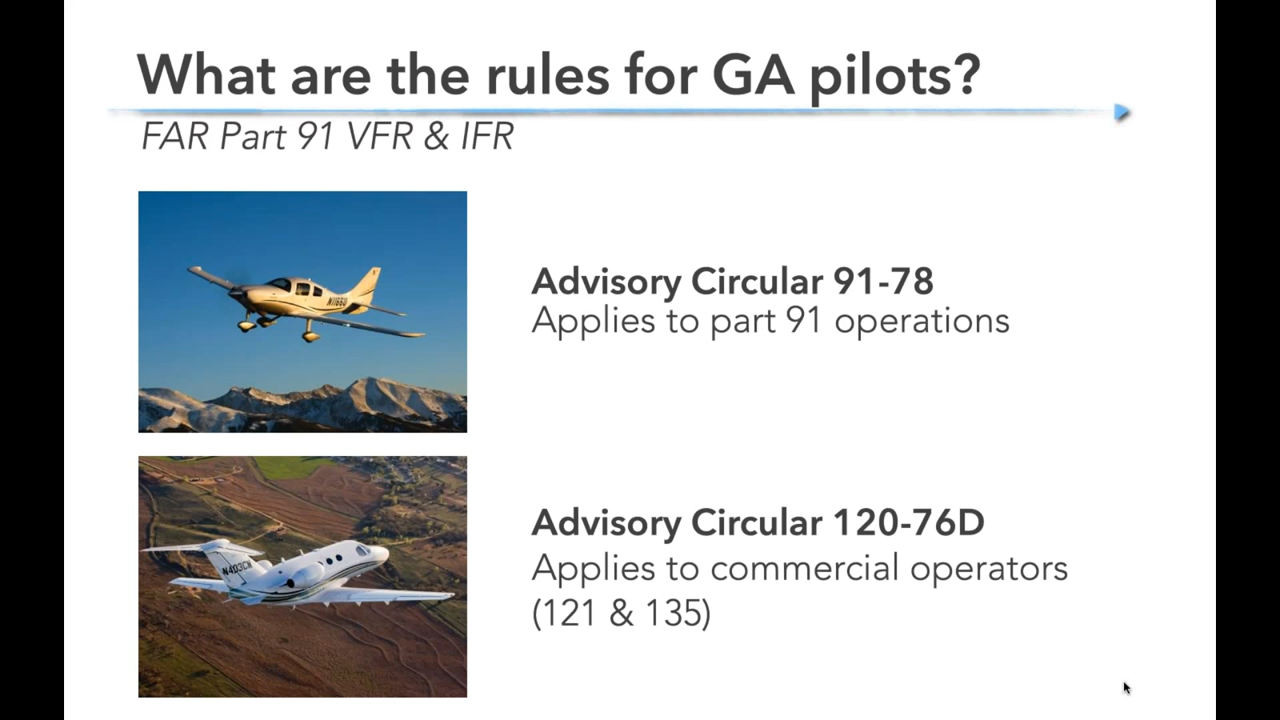 What are the rules for GA pilots?
FAR Part 91 VFR & IFR
Advisory Circular 91-78
Applies to part 91 operations
Advisory Circular 120-76D
Applies to commercial operators
(121 & 135)